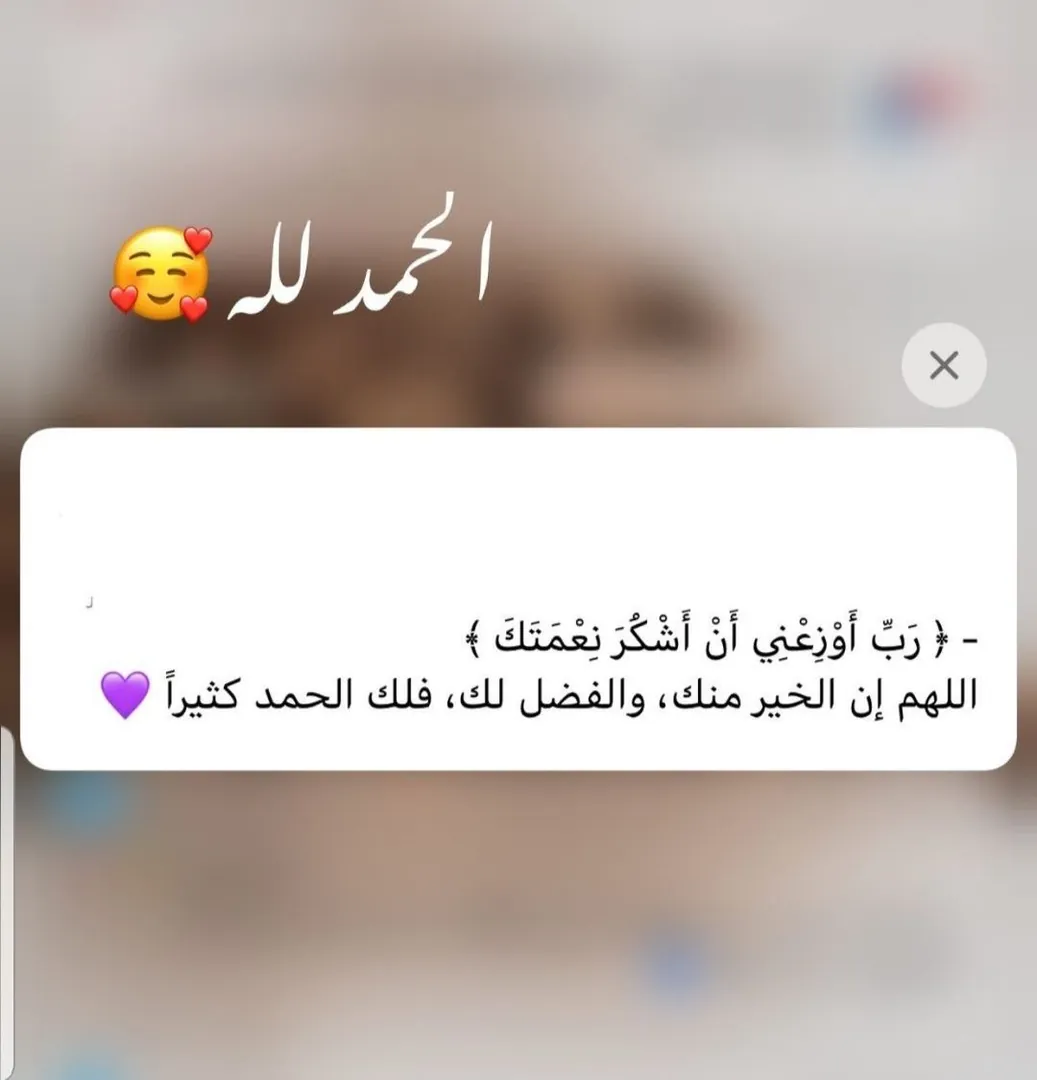 الحمد لله🥰
- ﴿ رَبِّ أَوْزِعْنِي أَنْ أَشْكُرَ نِعْمَتَكَ ﴾
اللهم إن الخير منك، والفضل لك، فلك الحمد كثيراً 💜